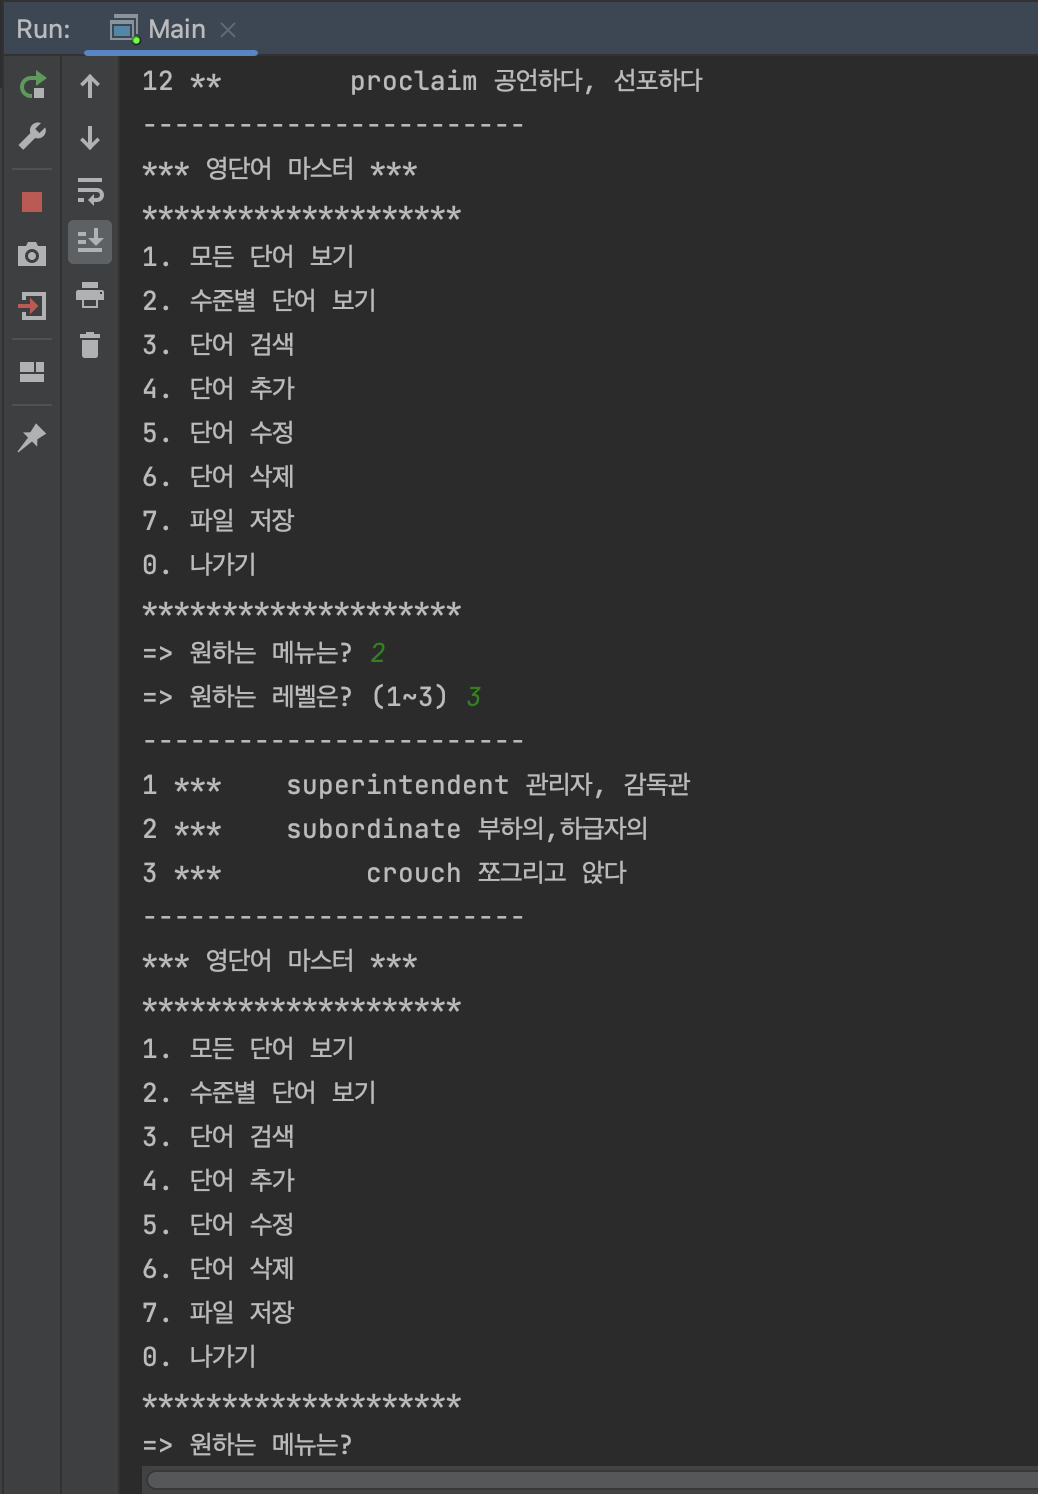 Run: Main
12 **        proclaim 공언하다, 선포하다
------------------------
*** 영단어 마스터 ***
********************
1. 모든 단어 보기
2. 수준별 단어 보기
3. 단어 검색
4. 단어 추가
5. 단어 수정
6. 단어 삭제
7. 파일 저장
0. 나가기
********************
=> 원하는 메뉴는? 2
=> 원하는 레벨은? (1~3) 3
------------------------
1 ***    superintendent 관리자, 감독관
2 ***    subordinate 부하의,하급자의
3 ***         crouch 쪼그리고 앉다
------------------------
*** 영단어 마스터 ***
********************
1. 모든 단어 보기
2. 수준별 단어 보기
3. 단어 검색
4. 단어 추가
5. 단어 수정
6. 단어 삭제
7. 파일 저장
0. 나가기
********************
=> 원하는 메뉴는?